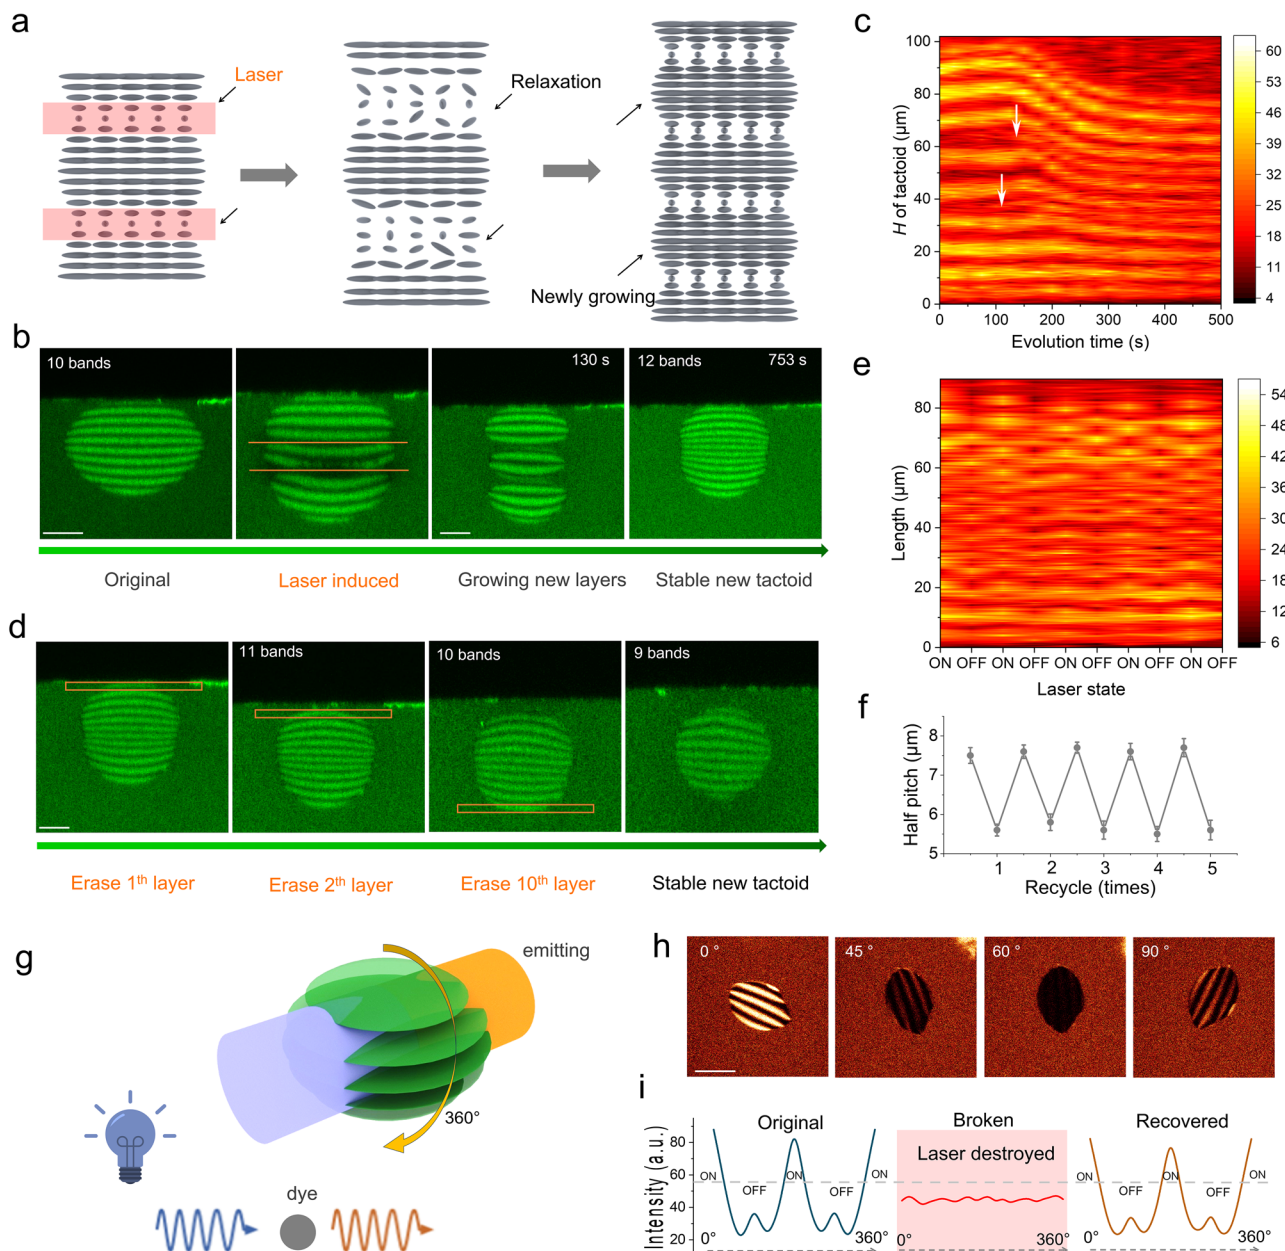 a
Laser
Relaxation
Newly growing
b
10 bands
130 s
12 bands
753 s
Original
Laser induced
Growing new layers
Stable new tactoid
c
H of tactoid (μm)
100
80
60
40
20
0
0
100
200
300
400
500
Evolution time (s)
60
53
46
39
32
25
18
11
4
d
11 bands
10 bands
9 bands
Erase 1th layer
Erase 2th layer
Erase 10th layer
Stable new tactoid
e
Length (μm)
80
60
40
20
0
ON OFF ON OFF ON OFF ON OFF ON OFF
Laser state
54
48
42
36
30
24
18
12
6
f
Half pitch (μm)
8
7
6
5
1 2 3 4 5
Recycle (times)
g
emitting
360°
dye
h
0 °
45 °
60 °
90 °
i
Intensity (a.u.)
80
60
40
20
Original
ON
OFF
ON
OFF
ON
0°
360°
Broken
Laser destroyed
0°
360°
Recovered
ON
OFF
ON
OFF
ON
0°
360°